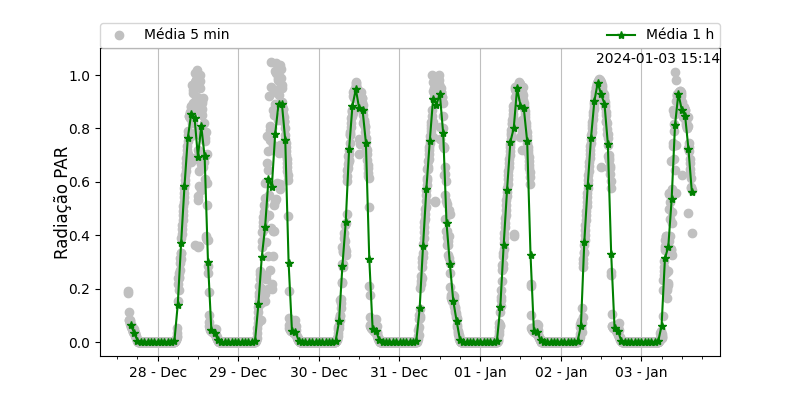 Média 5 min Média 1 h
2024-01-03 15:14
Radiação PAR
1.0
0.8
0.6
0.4
0.2
0.0
28 - Dec 29 - Dec 30 - Dec 31 - Dec 01 - Jan 02 - Jan 03 - Jan